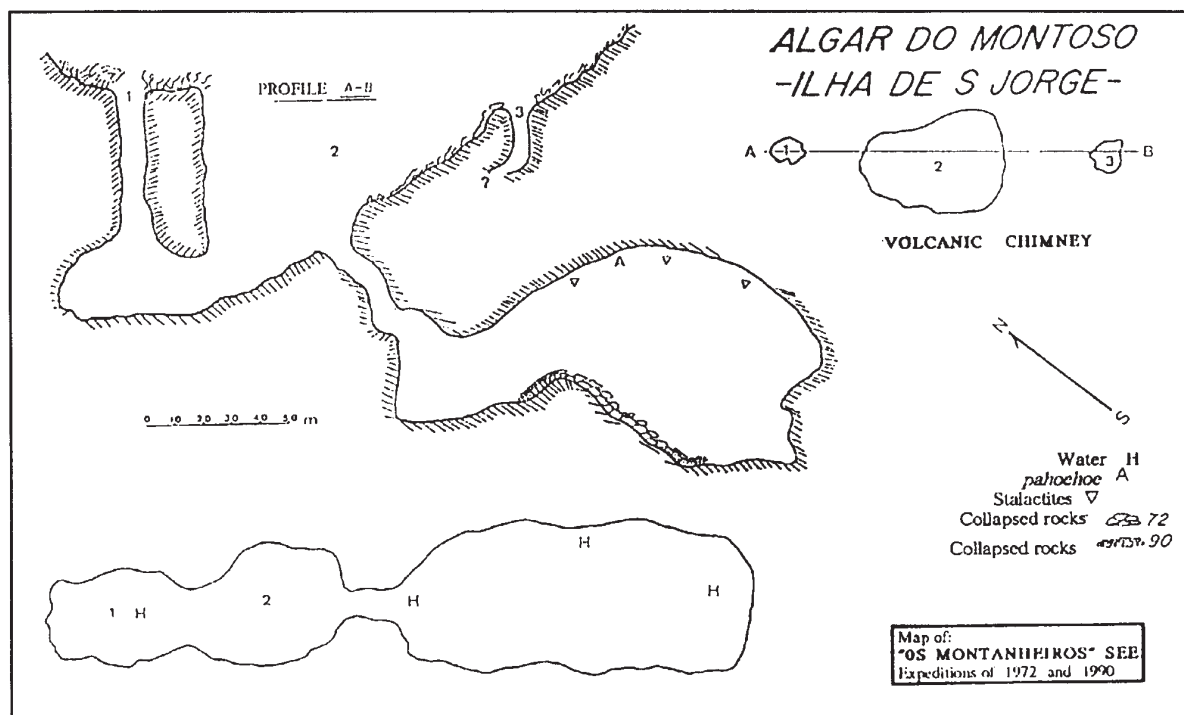 ALGAR DO MONTOSO
-ILHA DE S JORGE-
PROFILE A-B
1
2
3
?
A 1 2 3 B
VOLCANIC CHIMNEY
A
N
S
0 10 20 30 40 50 m
Water H
pahoehoe A
Stalactites ▽
Collapsed rocks 72
Collapsed rocks 90
1 H 2 H H H
Map of:
"OS MONTANHEIROS" SEE
Expeditions of 1972 and 1990